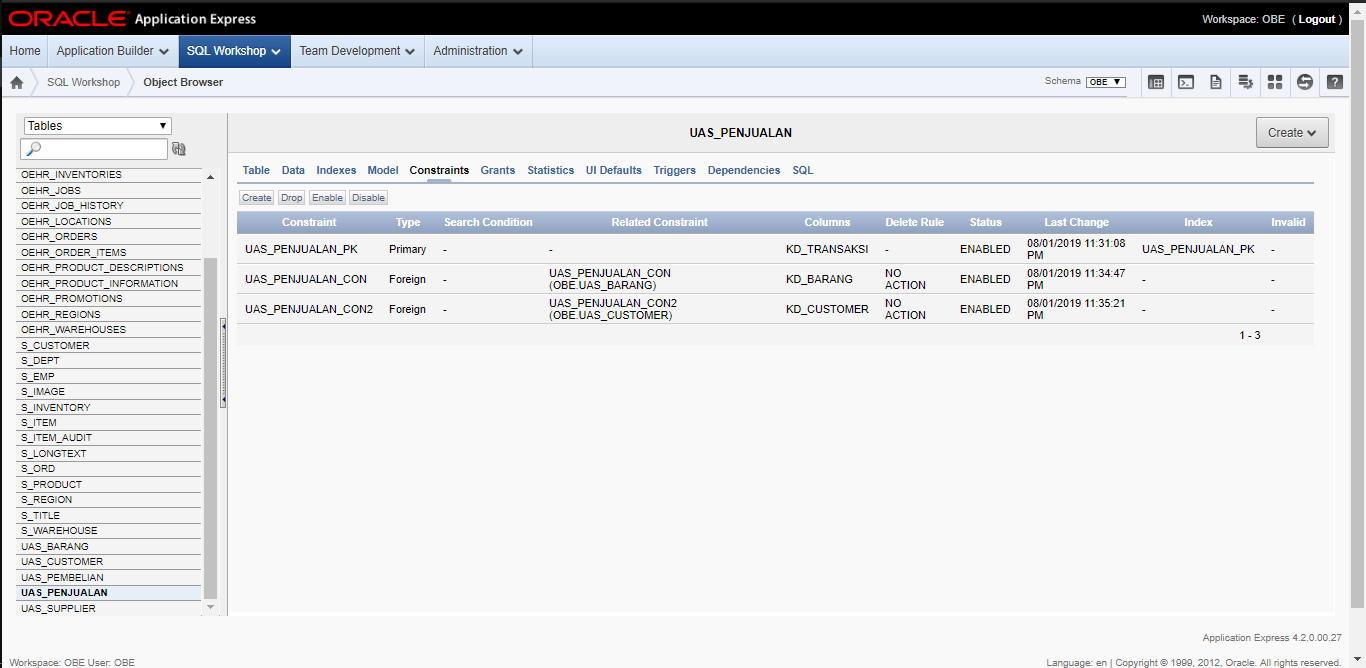 ORACLE Application Express
Workspace: OBE ( Logout )
Home Application Builder SQL Workshop Team Development Administration
SQL Workshop Object Browser
Schema OBE
?
Tables
OEHR_INVENTORIES
OEHR_JOBS
OEHR_JOB_HISTORY
OEHR_LOCATIONS
OEHR_ORDERS
OEHR_ORDER_ITEMS
OEHR_PRODUCT_DESCRIPTIONS
OEHR_PRODUCT_INFORMATION
OEHR_PROMOTIONS
OEHR_REGIONS
OEHR_WAREHOUSES
S_CUSTOMER
S_DEPT
S_EMP
S_IMAGE
S_INVENTORY
S_ITEM
S_ITEM_AUDIT
S_LONGTEXT
S_ORD
S_PRODUCT
S_REGION
S_TITLE
S_WAREHOUSE
UAS_BARANG
UAS_CUSTOMER
UAS_PEMBELIAN
UAS_PENJUALAN
UAS_SUPPLIER
UAS_PENJUALAN
Create
Table Data Indexes Model Constraints Grants Statistics UI Defaults Triggers Dependencies SQL
Create Drop Enable Disable
Constraint Type Search Condition Related Constraint Columns Delete Rule Status Last Change Index Invalid
UAS_PENJUALAN_PK Primary - - KD_TRANSAKSI - ENABLED 08/01/2019 11:31:08 UAS_PENJUALAN_PK -
PM
UAS_PENJUALAN_CON Foreign - UAS_PENJUALAN_CON KD_BARANG NO ENABLED 08/01/2019 11:34:47 - -
(OBE.UAS_BARANG) ACTION PM
UAS_PENJUALAN_CON2 Foreign - UAS_PENJUALAN_CON2 KD_CUSTOMER NO ENABLED 08/01/2019 11:35:21 - -
(OBE.UAS_CUSTOMER) ACTION PM
1 - 3
Application Express 4.2.0.00.27
Workspace: OBE User: OBE
Language: en | Copyright © 1999, 2012, Oracle. All rights reserved.